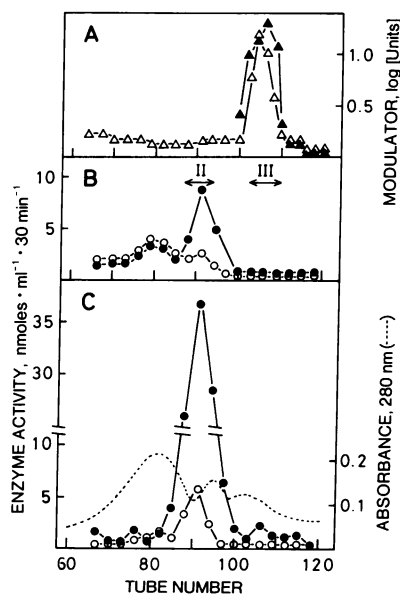 A
1.0
0.5
MODULATOR, log [Units]
B
II
III
10
5
C
35
30
10
5
0.2
0.1
ENZYME ACTIVITY, nmoles • ml⁻¹ • 30 min⁻¹
ABSORBANCE, 280 nm (----)
60 80 100 120
TUBE NUMBER